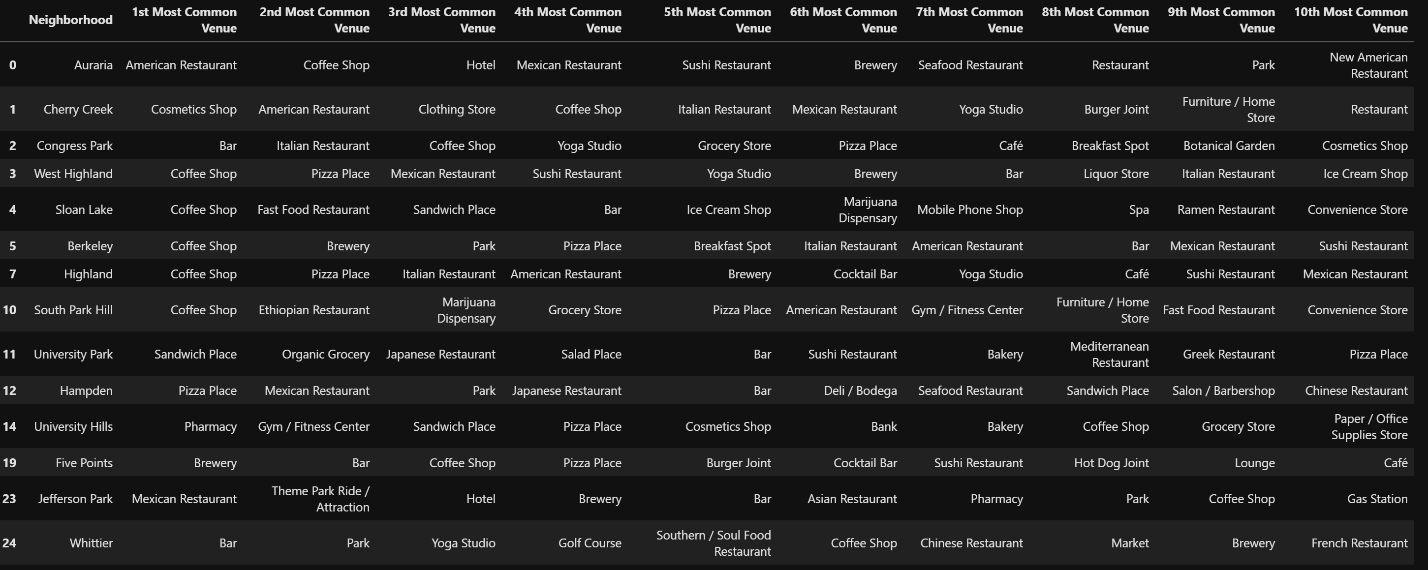 Neighborhood 1st Most Common Venue 2nd Most Common Venue 3rd Most Common Venue 4th Most Common Venue 5th Most Common Venue 6th Most Common Venue 7th Most Common Venue 8th Most Common Venue 9th Most Common Venue 10th Most Common Venue
0 Auraria American Restaurant Coffee Shop Hotel Mexican Restaurant Sushi Restaurant Brewery Seafood Restaurant Restaurant Park New American Restaurant
1 Cherry Creek Cosmetics Shop American Restaurant Clothing Store Coffee Shop Italian Restaurant Mexican Restaurant Yoga Studio Burger Joint Furniture / Home Store Restaurant
2 Congress Park Bar Italian Restaurant Coffee Shop Yoga Studio Grocery Store Pizza Place Café Breakfast Spot Botanical Garden Cosmetics Shop
3 West Highland Coffee Shop Pizza Place Mexican Restaurant Sushi Restaurant Yoga Studio Brewery Bar Liquor Store Italian Restaurant Ice Cream Shop
4 Sloan Lake Coffee Shop Fast Food Restaurant Sandwich Place Bar Ice Cream Shop Marijuana Dispensary Mobile Phone Shop Spa Ramen Restaurant Convenience Store
5 Berkeley Coffee Shop Brewery Park Pizza Place Breakfast Spot Italian Restaurant American Restaurant Bar Mexican Restaurant Sushi Restaurant
7 Highland Coffee Shop Pizza Place Italian Restaurant American Restaurant Brewery Cocktail Bar Yoga Studio Café Sushi Restaurant Mexican Restaurant
10 South Park Hill Coffee Shop Ethiopian Restaurant Marijuana Dispensary Grocery Store Pizza Place American Restaurant Gym / Fitness Center Furniture / Home Store Fast Food Restaurant Convenience Store
11 University Park Sandwich Place Organic Grocery Japanese Restaurant Salad Place Bar Sushi Restaurant Bakery Mediterranean Restaurant Greek Restaurant Pizza Place
12 Hampden Pizza Place Mexican Restaurant Park Japanese Restaurant Bar Deli / Bodega Seafood Restaurant Sandwich Place Salon / Barbershop Chinese Restaurant
14 University Hills Pharmacy Gym / Fitness Center Sandwich Place Pizza Place Cosmetics Shop Bank Bakery Coffee Shop Grocery Store Paper / Office Supplies Store
19 Five Points Brewery Bar Coffee Shop Pizza Place Burger Joint Cocktail Bar Sushi Restaurant Hot Dog Joint Lounge Café
23 Jefferson Park Mexican Restaurant Theme Park Ride / Attraction Hotel Brewery Bar Asian Restaurant Pharmacy Park Coffee Shop Gas Station
24 Whittier Bar Park Yoga Studio Golf Course Southern / Soul Food Restaurant Coffee Shop Chinese Restaurant Market Brewery French Restaurant